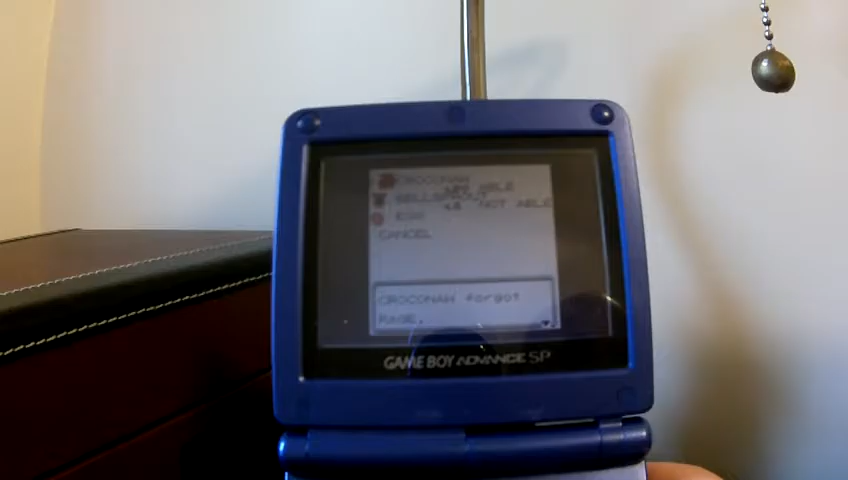 CROCONAW
ABLE
BELLSPROUT
NOT ABLE
EGG
CANCEL
CROCONAW forgot
RAGE.
GAME BOY ADVANCE SP